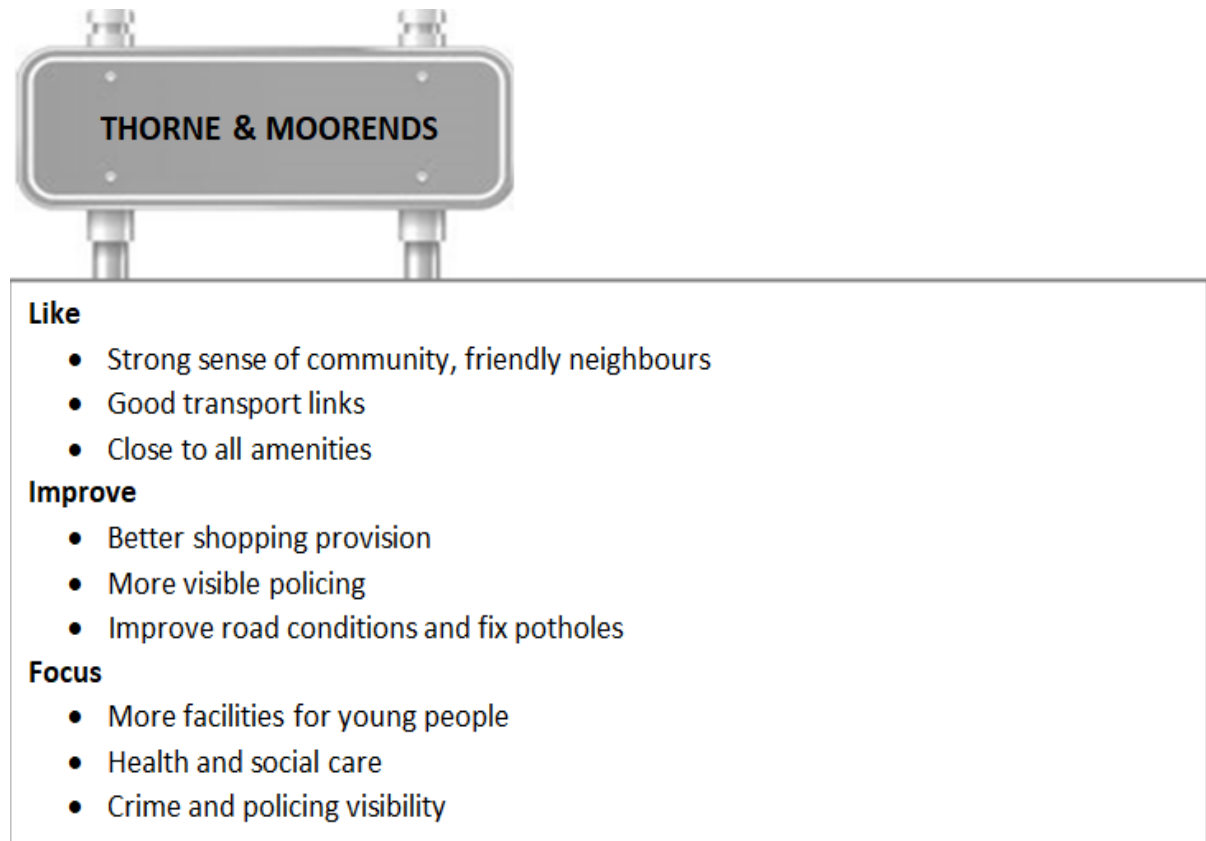 THORNE & MOORENDS
Like
• Strong sense of community, friendly neighbours
• Good transport links
• Close to all amenities
Improve
• Better shopping provision
• More visible policing
• Improve road conditions and fix potholes
Focus
• More facilities for young people
• Health and social care
• Crime and policing visibility